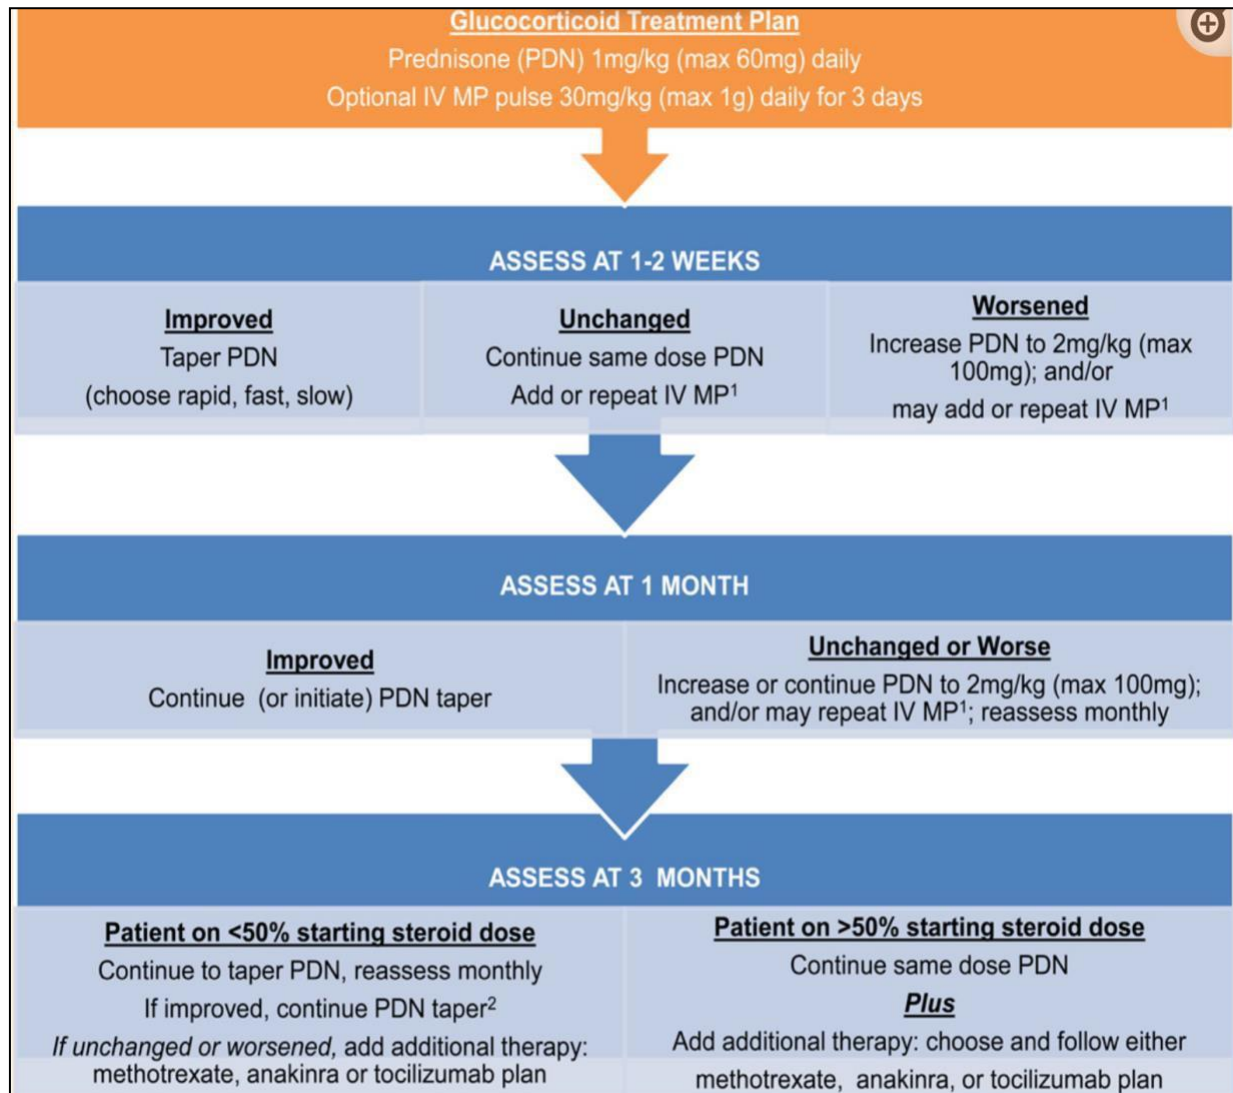 Glucocorticoid Treatment Plan
Prednisone (PDN) 1mg/kg (max 60mg) daily
Optional IV MP pulse 30mg/kg (max 1g) daily for 3 days
ASSESS AT 1-2 WEEKS
Improved
Taper PDN
(choose rapid, fast, slow)
Unchanged
Continue same dose PDN
Add or repeat IV MP¹
Worsened
Increase PDN to 2mg/kg (max
100mg); and/or
may add or repeat IV MP¹
ASSESS AT 1 MONTH
Improved
Continue (or initiate) PDN taper
Unchanged or Worse
Increase or continue PDN to 2mg/kg (max 100mg);
and/or may repeat IV MP¹; reassess monthly
ASSESS AT 3 MONTHS
Patient on <50% starting steroid dose
Continue to taper PDN, reassess monthly
If improved, continue PDN taper²
If unchanged or worsened, add additional therapy:
methotrexate, anakinra or tocilizumab plan
Patient on >50% starting steroid dose
Continue same dose PDN
Plus
Add additional therapy: choose and follow either
methotrexate, anakinra, or tocilizumab plan